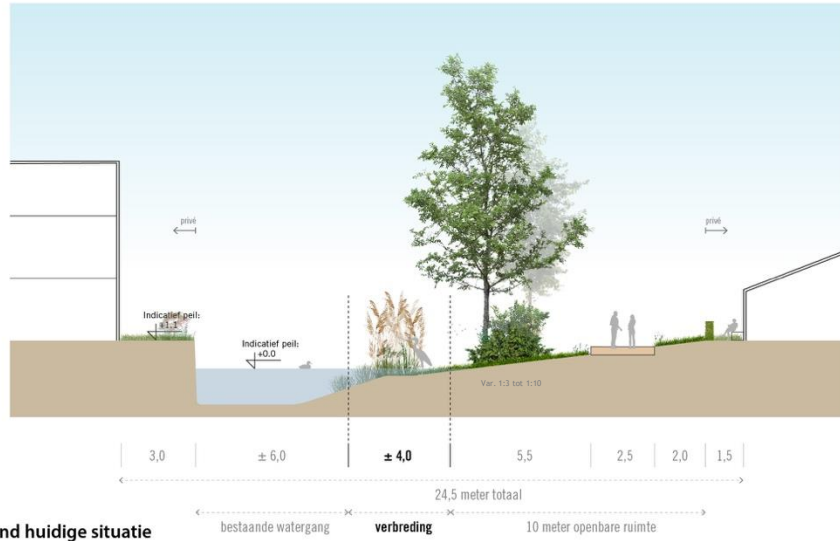 privé
privé
Indicatief peil:
+1.1
Indicatief peil:
+0.0
Var. 1:3 tot 1:10
3,0
± 6,0
± 4,0
5,5
2,5
2,0
1,5
24,5 meter totaal
bestaande watergang
verbreding
10 meter openbare ruimte
nd huidige situatie